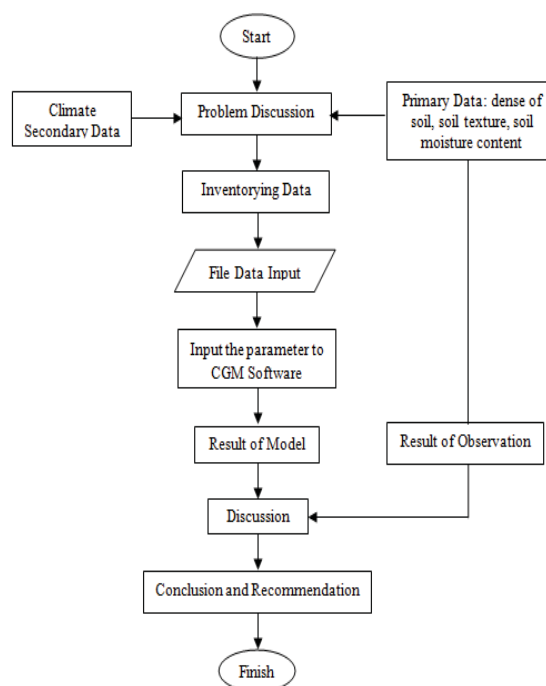 Start
Climate
Secondary Data
Problem Discussion
Primary Data: dense of
soil, soil texture, soil
moisture content
Inventorying Data
File Data Input
Input the parameter to
CGM Software
Result of Model
Result of Observation
Discussion
Conclusion and Recommendation
Finish